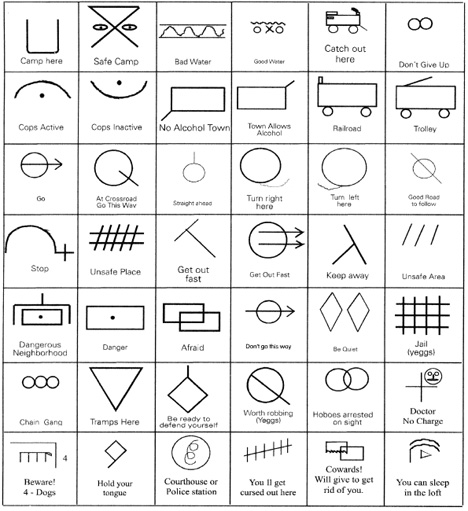 Camp here
Safe Camp
Bad Water
Good Water
Catch out
here
Don't Give Up
Cops Active
Cops Inactive
No Alcohol Town
Town Allows
Alcohol
Railroad
Trolley
Go
At Crossroad
Go This Way
Straight ahead
Turn right
here
Turn left
here
Good Road
to follow
Stop
Unsafe Place
Get out
fast
Get Out Fast
Keep away
Unsafe Area
Dangerous
Neighborhood
Danger
Afraid
Don't go this way
Be Quiet
Jail
(yeggs)
Chain Gang
Tramps Here
Be ready to
defend yourself
Worth robbing
(Yeggs)
Hoboes arrested
on sight
Doctor
No Charge
4
Beware!
4 - Dogs
Hold your
tongue
Courthouse or
Police station
You ll get
cursed out here
Cowards!
Will give to get
rid of you.
You can sleep
in the loft